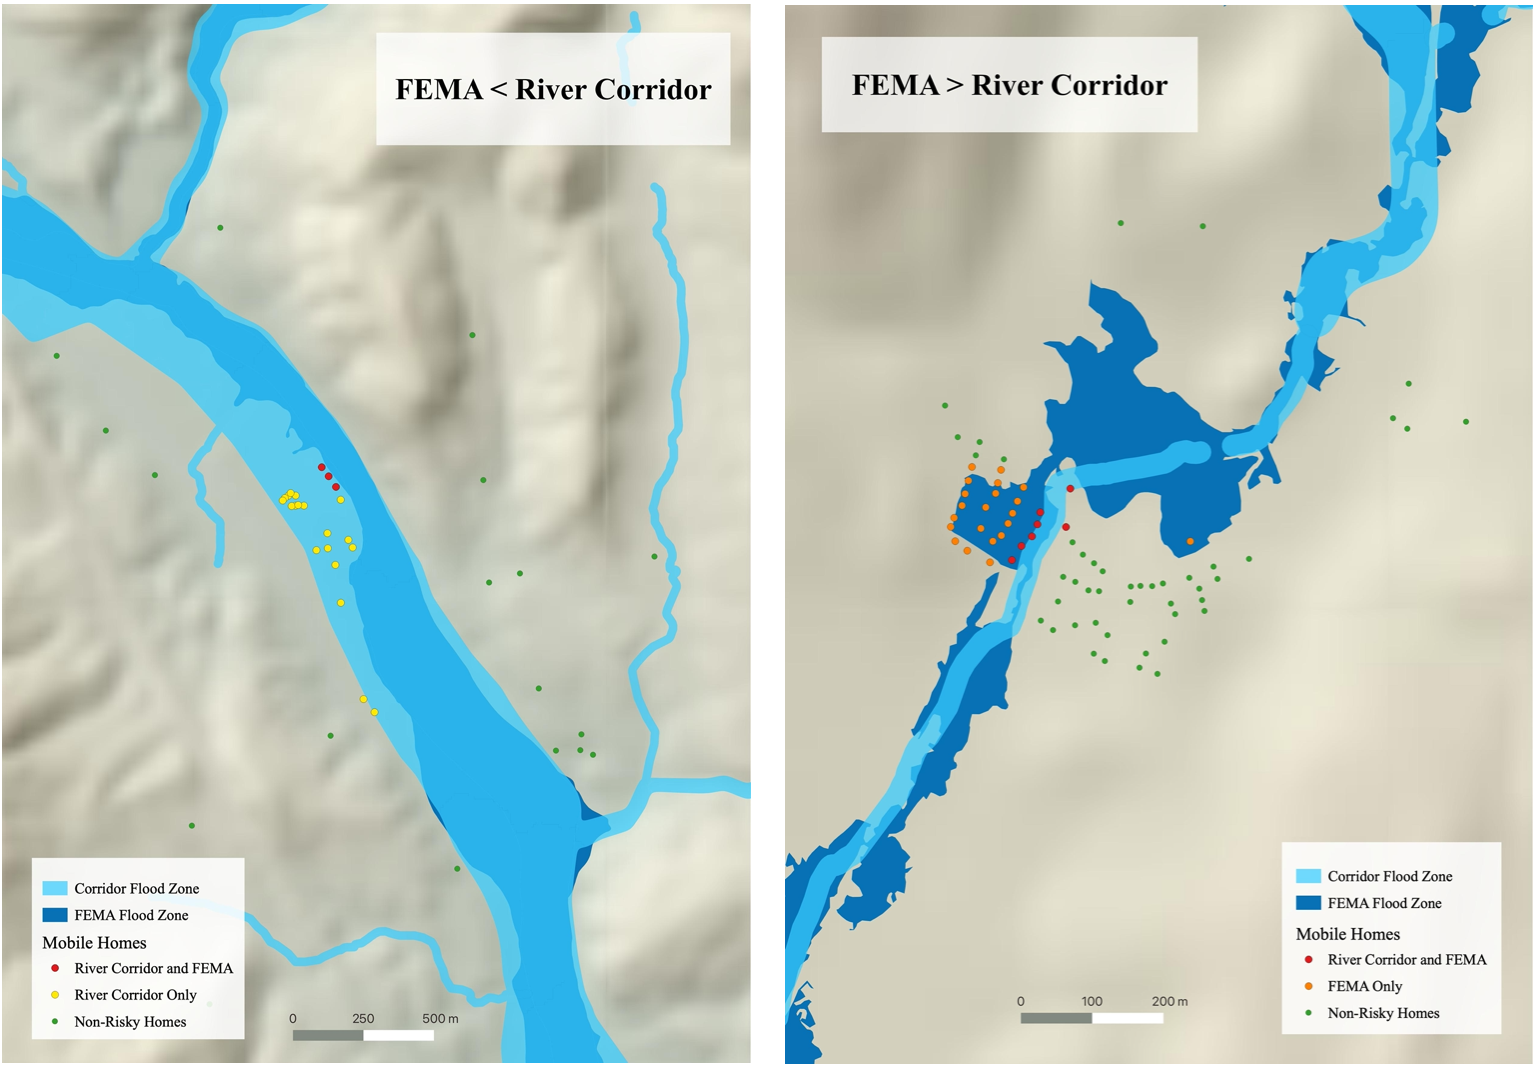 FEMA < River Corridor
Corridor Flood Zone
FEMA Flood Zone
Mobile Homes
River Corridor and FEMA
River Corridor Only
Non-Risky Homes
0 250 500 m
FEMA > River Corridor
Corridor Flood Zone
FEMA Flood Zone
Mobile Homes
River Corridor and FEMA
FEMA Only
Non-Risky Homes
0 100 200 m